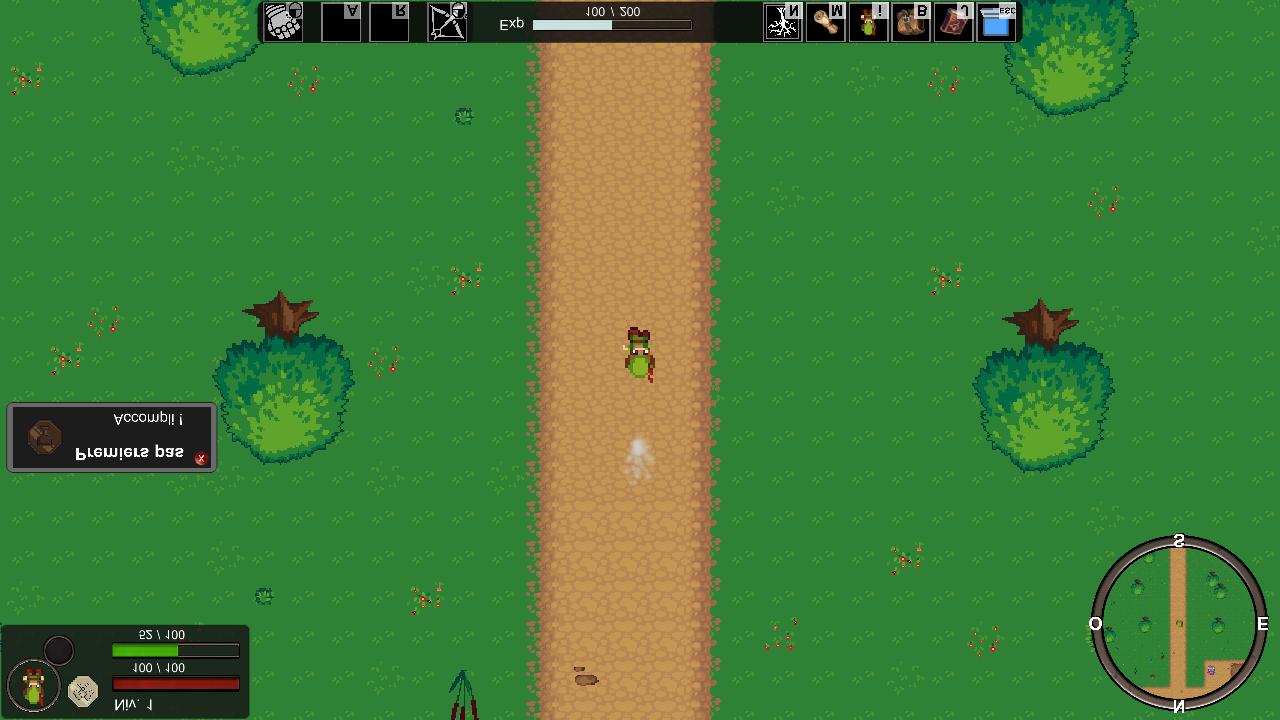 A
R
Exp
100 / 200
N
M
i
B
J
ESC
Accompli !
Premiers pas
X
S
O
E
N
52 / 100
100 / 100
Niv. 1